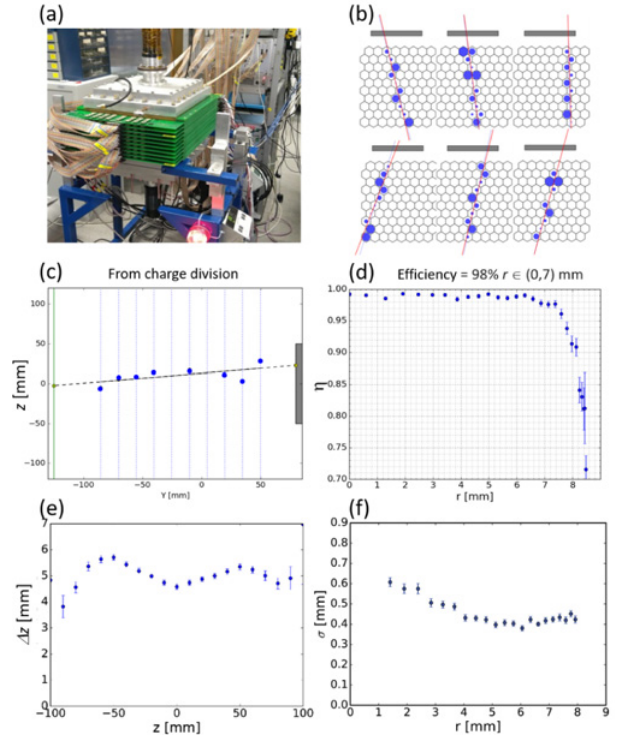 (a)
(b)
(c)
From charge division
100
50
0
−50
−100
z [mm]
−100
−50
0
50
Y [mm]
(d)
Efficiency = 98% r ∈ (0,7) mm
1.00
0.95
0.90
0.85
0.80
0.75
0.70
η
0 1 2 3 4 5 6 7 8
r [mm]
(e)
7
6
5
4
3
2
1
0
Δz [mm]
−100
−50
0
50
100
z [mm]
(f)
0.9
0.8
0.7
0.6
0.5
0.4
0.3
0.2
0.1
0.0
σ [mm]
0 1 2 3 4 5 6 7 8 9
r [mm]